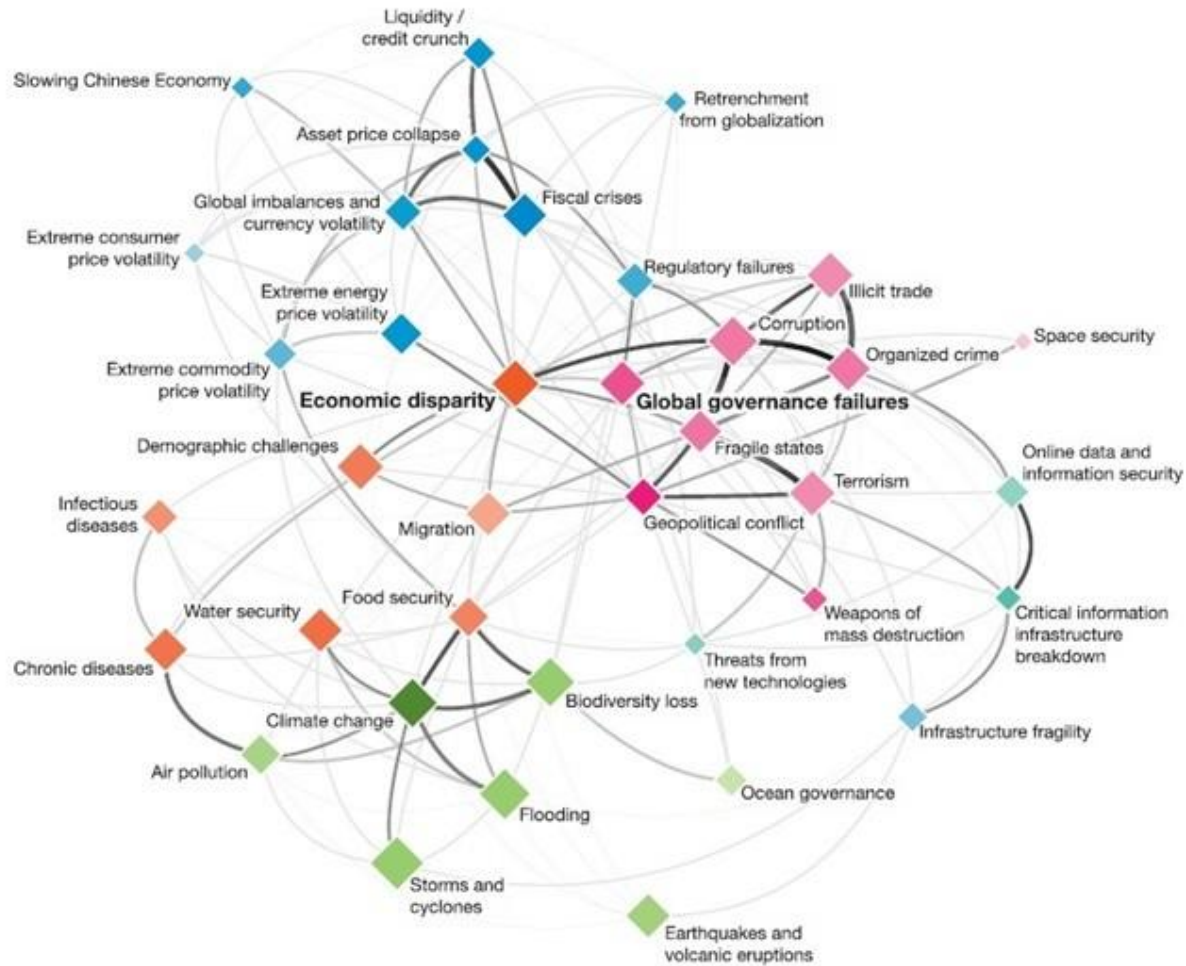 Liquidity /
credit crunch
Slowing Chinese Economy
Retrenchment
from globalization
Asset price collapse
Global imbalances and
currency volatility
Fiscal crises
Extreme consumer
price volatility
Regulatory failures
Illicit trade
Extreme energy
price volatility
Corruption
Space security
Organized crime
Extreme commodity
price volatility
Economic disparity
Global governance failures
Demographic challenges
Fragile states
Online data and
information security
Terrorism
Infectious
diseases
Migration
Geopolitical conflict
Water security
Food security
Weapons of
mass destruction
Critical information
infrastructure
breakdown
Chronic diseases
Threats from
new technologies
Climate change
Biodiversity loss
Infrastructure fragility
Air pollution
Ocean governance
Flooding
Storms and
cyclones
Earthquakes and
volcanic eruptions